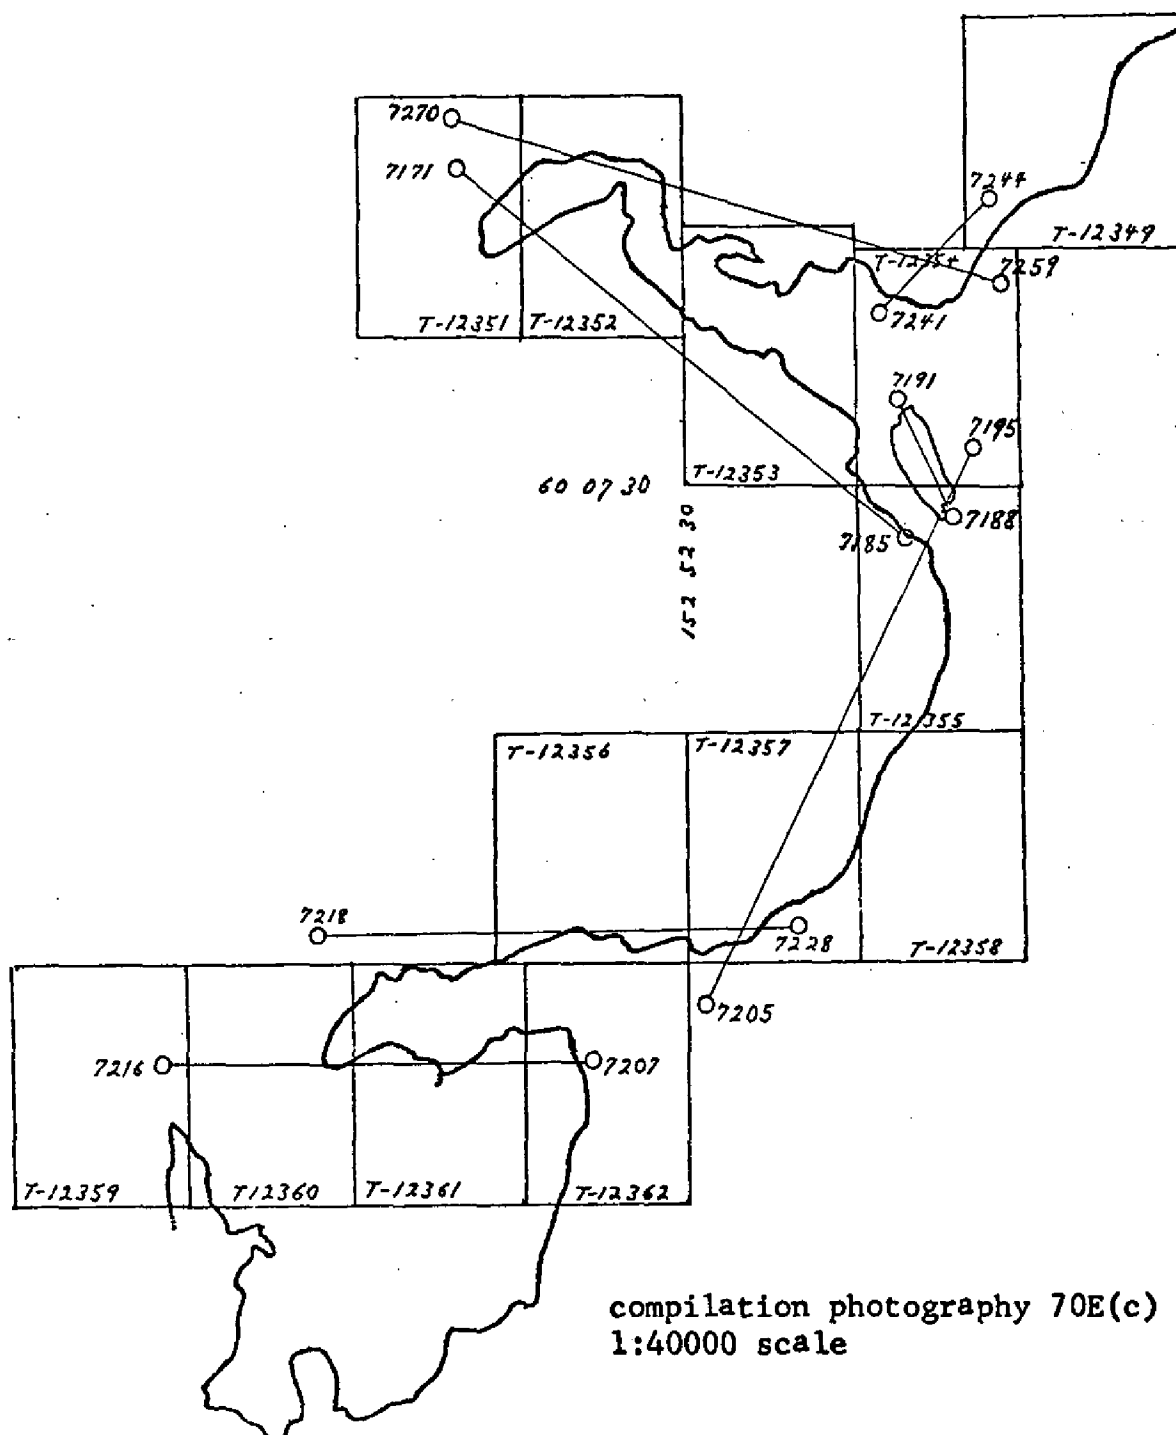 7270
7171
7244
T-12349
T-12354
7259
7241
T-12351
T-12352
7191
7195
T-12353
60 07 30
152 52 30
7188
7185
T-12355
T-12356
T-12357
7218
7228
T-12358
7205
7216
7207
T-12359
T12360
T-12361
T-12362
compilation photography 70E(c)
1:40000 scale